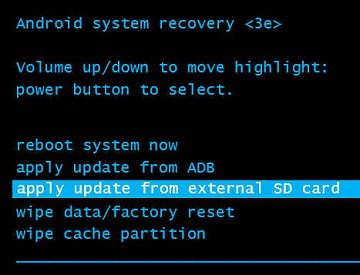 Android system recovery <3e>
Volume up/down to move highlight:
power button to select.
reboot system now
apply update from ADB
apply update from external SD card
wipe data/factory reset
wipe cache partition